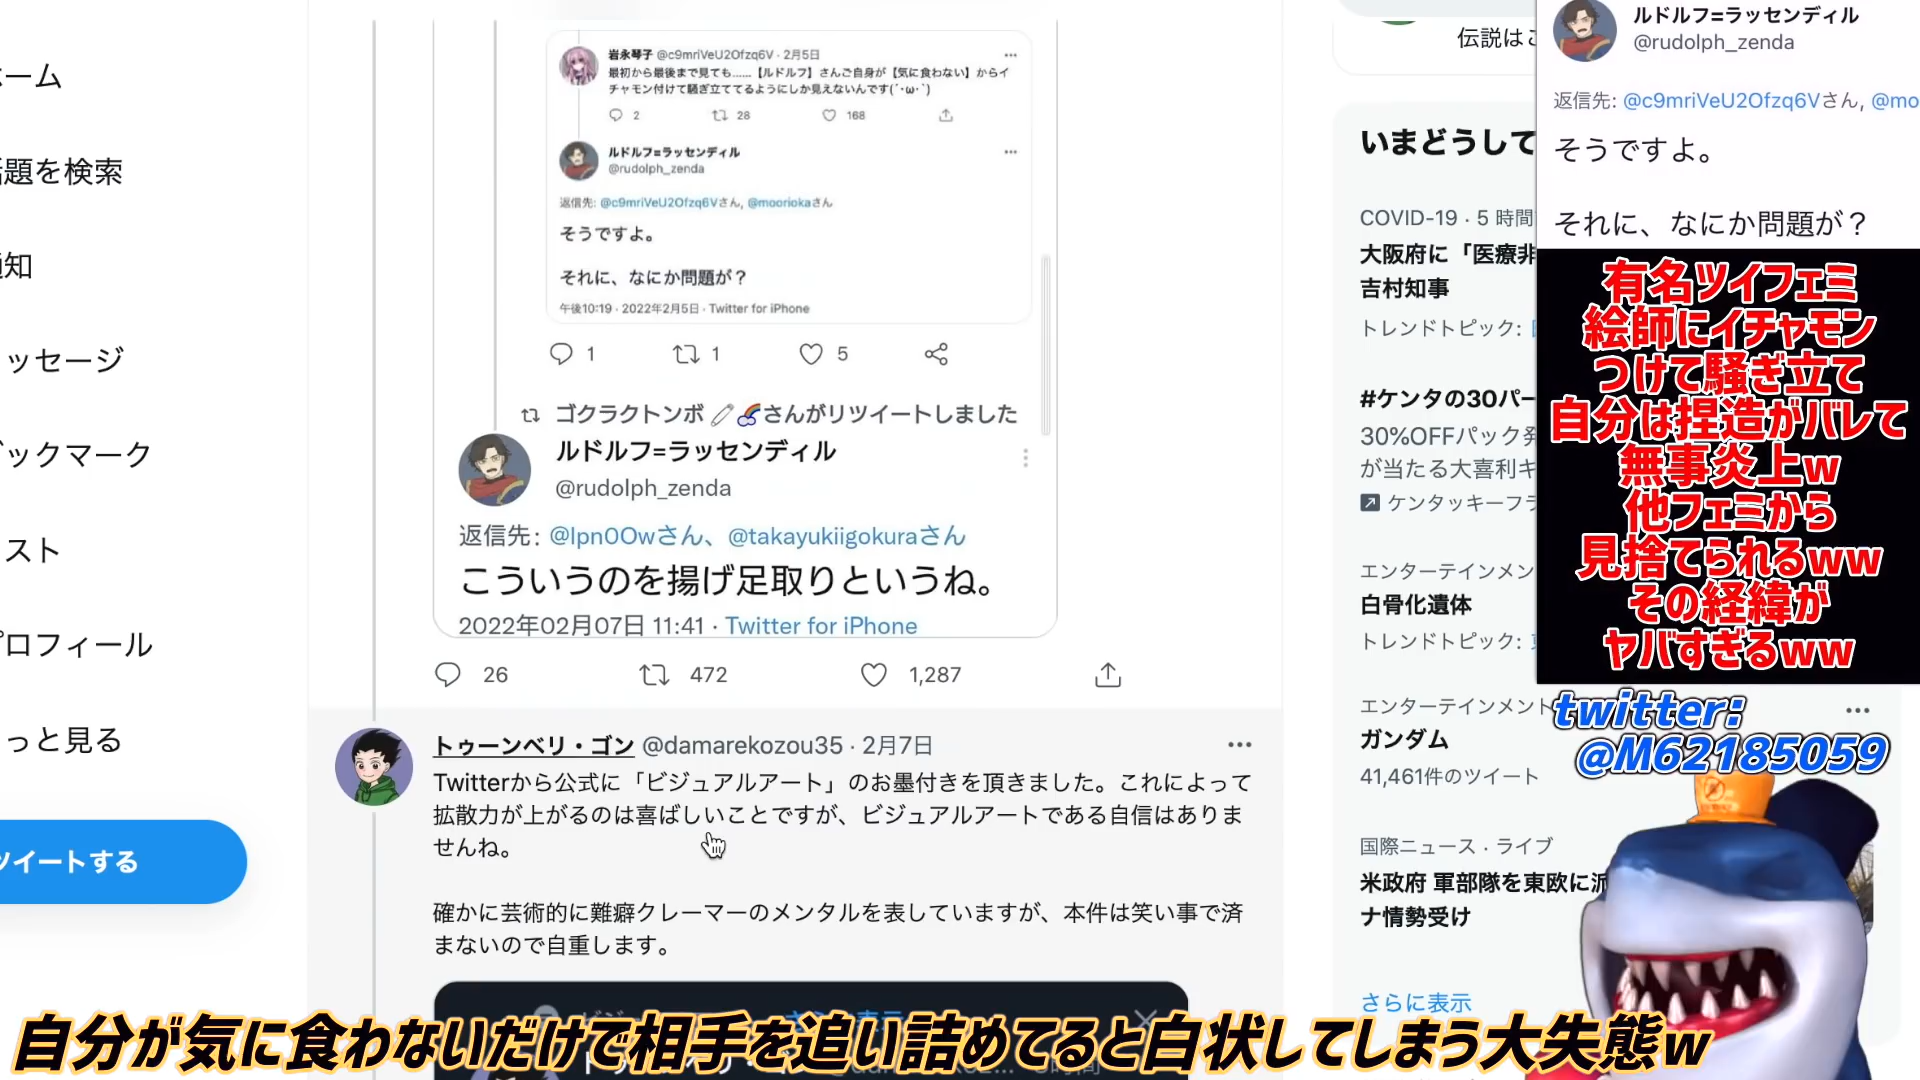 ーム
題を検索
知
ッセージ
ックマーク
スト
ロフィール
っと見る
ツイートする
岩永琴子 @c9mriVeU2Ofzq6V · 2月5日
最初から最後まで見ても……【ルドルフ】さんご自身が【気に食わない】からイ
チャモン付けて騒ぎ立ててるようにしか見えないんです(´･ω･`)
2 28 168
ルドルフ=ラッセンディル
@rudolph_zenda
返信先: @c9mriVeU2Ofzq6Vさん, @mooriokaさん
そうですよ。
それに、なにか問題が？
午後10:19 · 2022年2月5日 · Twitter for iPhone
1 1 5
ゴクラクトンボ🖊🌈さんがリツイートしました
ルドルフ=ラッセンディル
@rudolph_zenda
返信先: @lpn0Owさん、@takayukiigokuraさん
こういうのを揚げ足取りというね。
2022年02月07日 11:41 · Twitter for iPhone
26 472 1,287
トゥーンベリ・ゴン @damarekozou35 · 2月7日
Twitterから公式に「ビジュアルアート」のお墨付きを頂きました。これによって
拡散力が上がるのは喜ばしいことですが、ビジュアルアートである自信はありま
せんね。
確かに芸術的に難癖クレーマーのメンタルを表していますが、本件は笑い事で済
まないので自重します。
伝説はこ
いまどうして
COVID-19 · 5 時間
大阪府に「医療非
吉村知事
トレンドトピック:
#ケンタの30パー
30%OFFパック発
が当たる大喜利キ
ケンタッキーフラ
エンターテインメン
白骨化遺体
トレンドトピック:
エンターテインメント
ガンダム
41,461件のツイート
国際ニュース · ライブ
米政府 軍部隊を東欧に派
ナ情勢受け
さらに表示
ルドルフ=ラッセンディル
@rudolph_zenda
返信先: @c9mriVeU2Ofzq6Vさん, @mo
そうですよ。
それに、なにか問題が？
有名ツイフェミ
絵師にイチャモン
つけて騒ぎ立て
自分は捏造がバレて
無事炎上w
他フェミから
見捨てられるww
その経緯が
ヤバすぎるww
twitter:
@M62185059
自分が気に食わないだけで相手を追い詰めてると白状してしまう大失態w